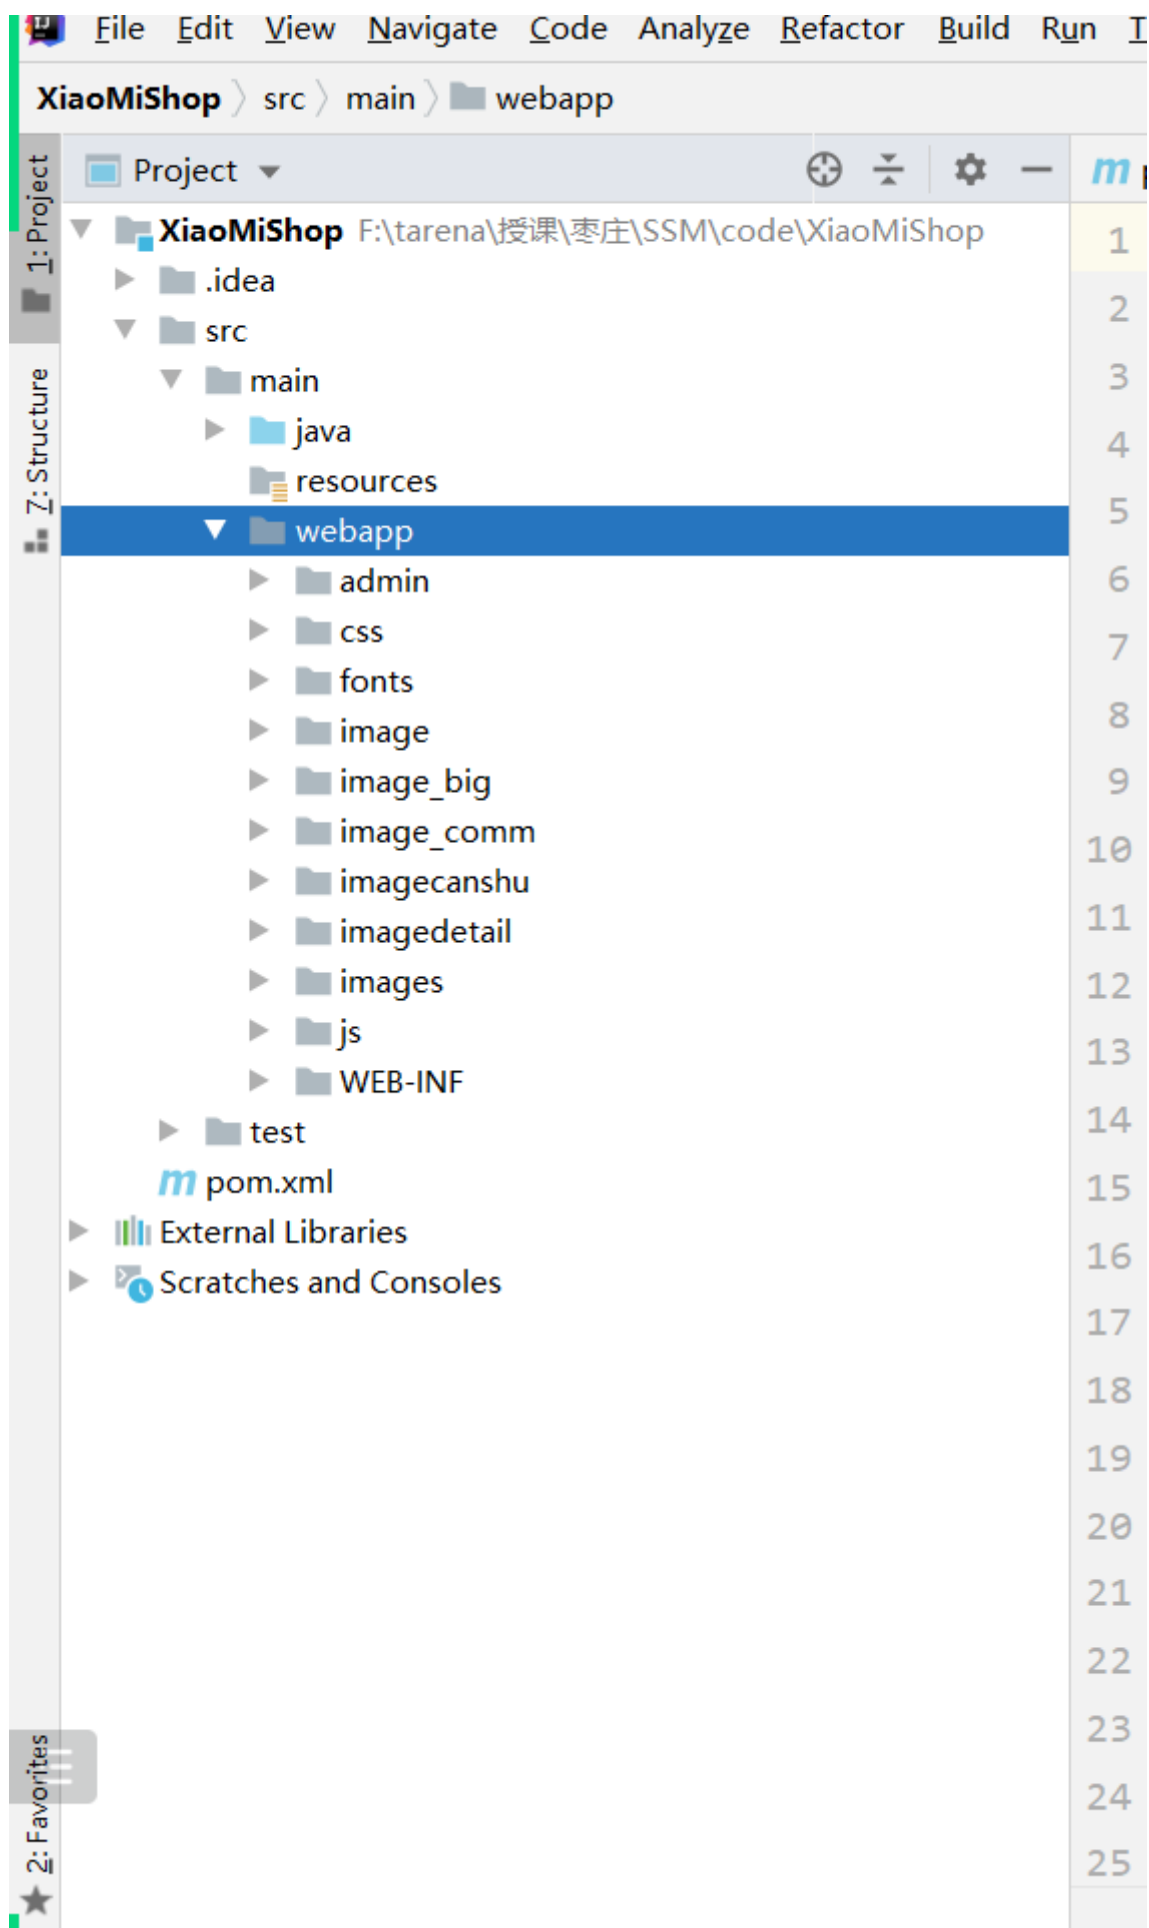 File Edit View Navigate Code Analyze Refactor Build Run T
XiaoMiShop src main webapp
Project
1: Project
7: Structure
2: Favorites
XiaoMiShop F:\tarena\授课\枣庄\SSM\code\XiaoMiShop
.idea
src
main
java
resources
webapp
admin
css
fonts
image
image_big
image_comm
imagecanshu
imagedetail
images
js
WEB-INF
test
pom.xml
External Libraries
Scratches and Consoles
m
1
2
3
4
5
6
7
8
9
10
11
12
13
14
15
16
17
18
19
20
21
22
23
24
25